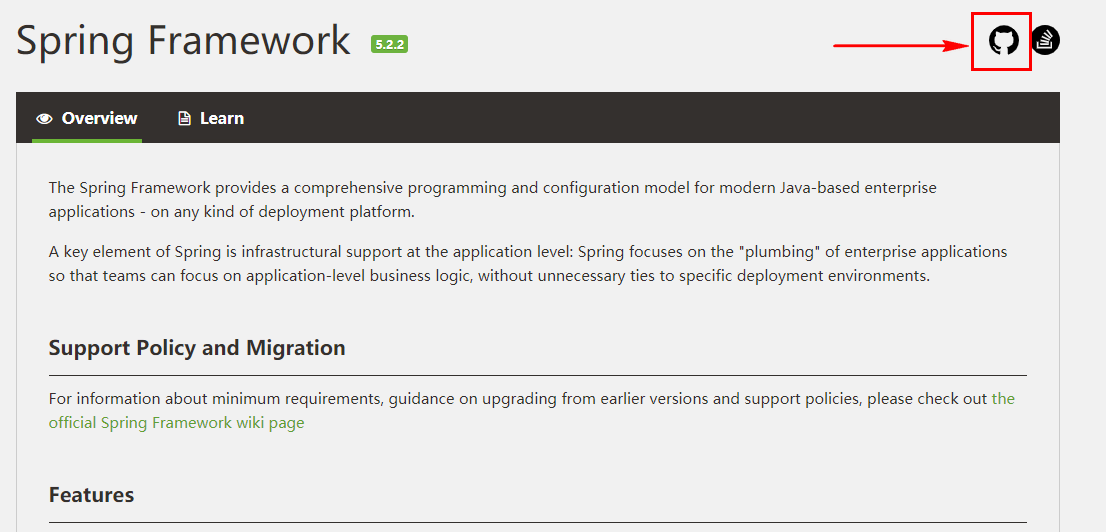 Spring Framework 5.2.2
Overview Learn
The Spring Framework provides a comprehensive programming and configuration model for modern Java-based enterprise
applications - on any kind of deployment platform.
A key element of Spring is infrastructural support at the application level: Spring focuses on the "plumbing" of enterprise applications
so that teams can focus on application-level business logic, without unnecessary ties to specific deployment environments.
Support Policy and Migration
For information about minimum requirements, guidance on upgrading from earlier versions and support policies, please check out the
official Spring Framework wiki page
Features